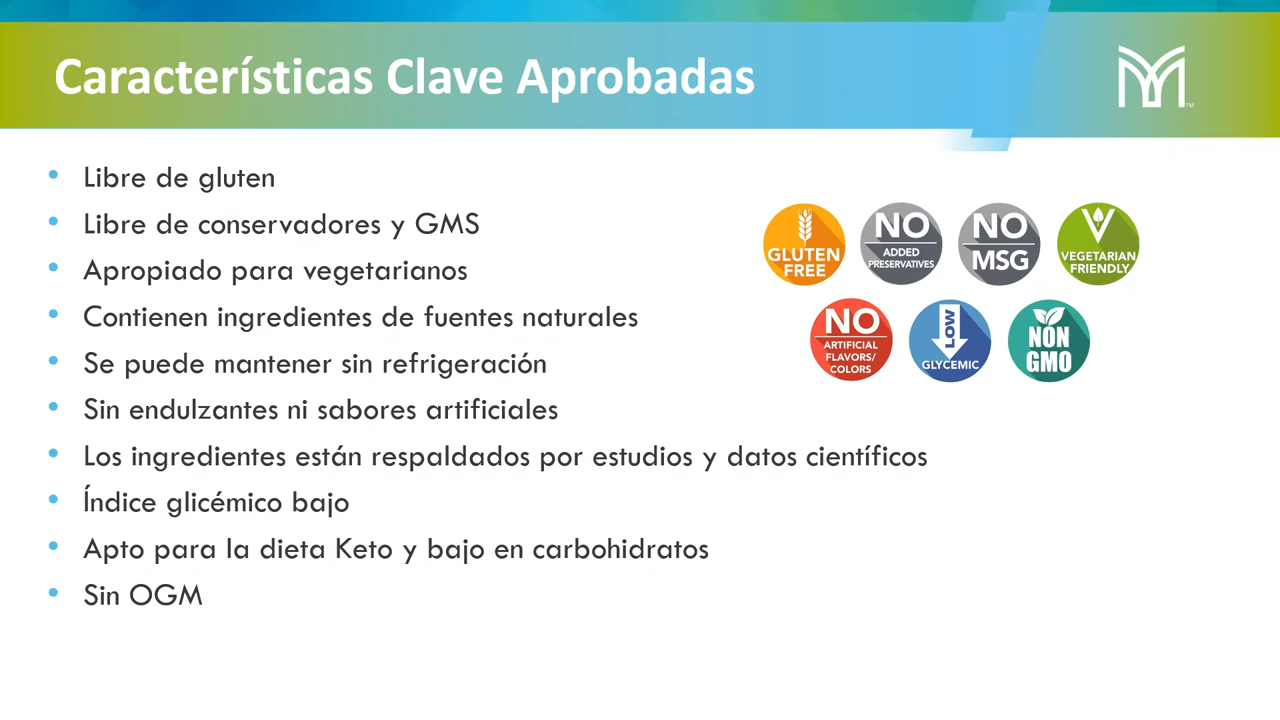 Características Clave Aprobadas
TM
• Libre de gluten
• Libre de conservadores y GMS
• Apropiado para vegetarianos
• Contienen ingredientes de fuentes naturales
• Se puede mantener sin refrigeración
• Sin endulzantes ni sabores artificiales
• Los ingredientes están respaldados por estudios y datos científicos
• Índice glicémico bajo
• Apto para la dieta Keto y bajo en carbohidratos
• Sin OGM
GLUTEN
FREE
NO
ADDED
PRESERVATIVES
NO
MSG
VEGETARIAN
FRIENDLY
NO
ARTIFICIAL
FLAVORS/
COLORS
LOW
GLYCEMIC
NON
GMO